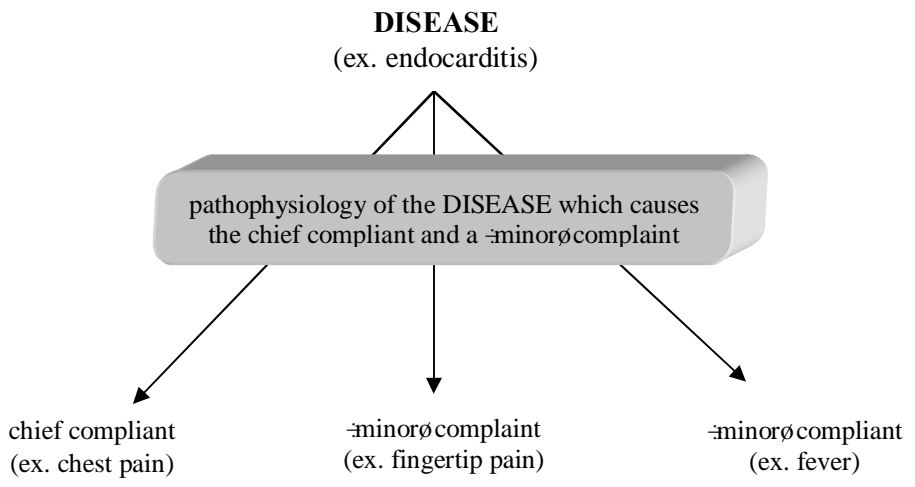 DISEASE
(ex. endocarditis)
pathophysiology of the DISEASE which causes
the chief compliant and a ÷minorø complaint
chief compliant
(ex. chest pain)
÷minorø complaint
(ex. fingertip pain)
÷minorø compliant
(ex. fever)